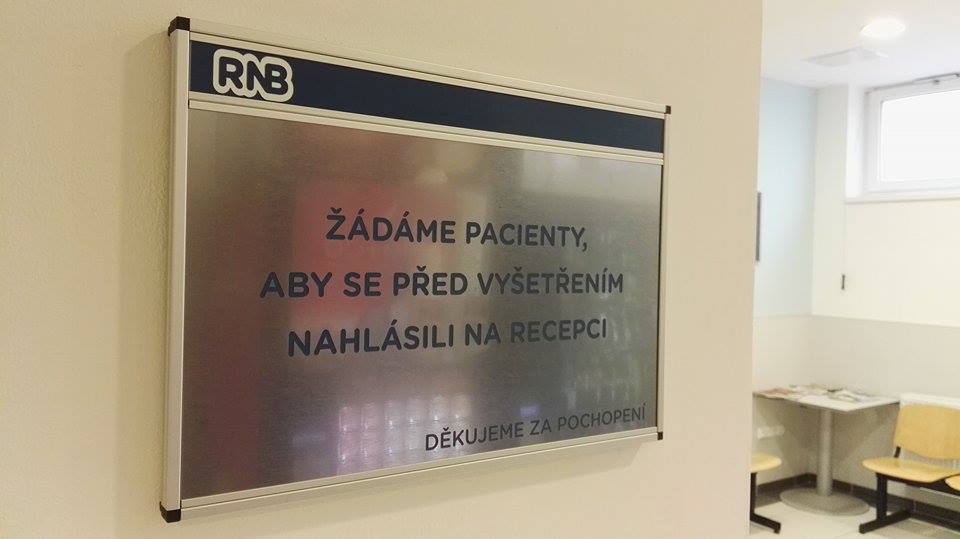 RNB
ŽÁDÁME PACIENTY,
ABY SE PŘED VYŠETŘENÍM
NAHLÁSILI NA RECEPCI
DĚKUJEME ZA POCHOPENÍ